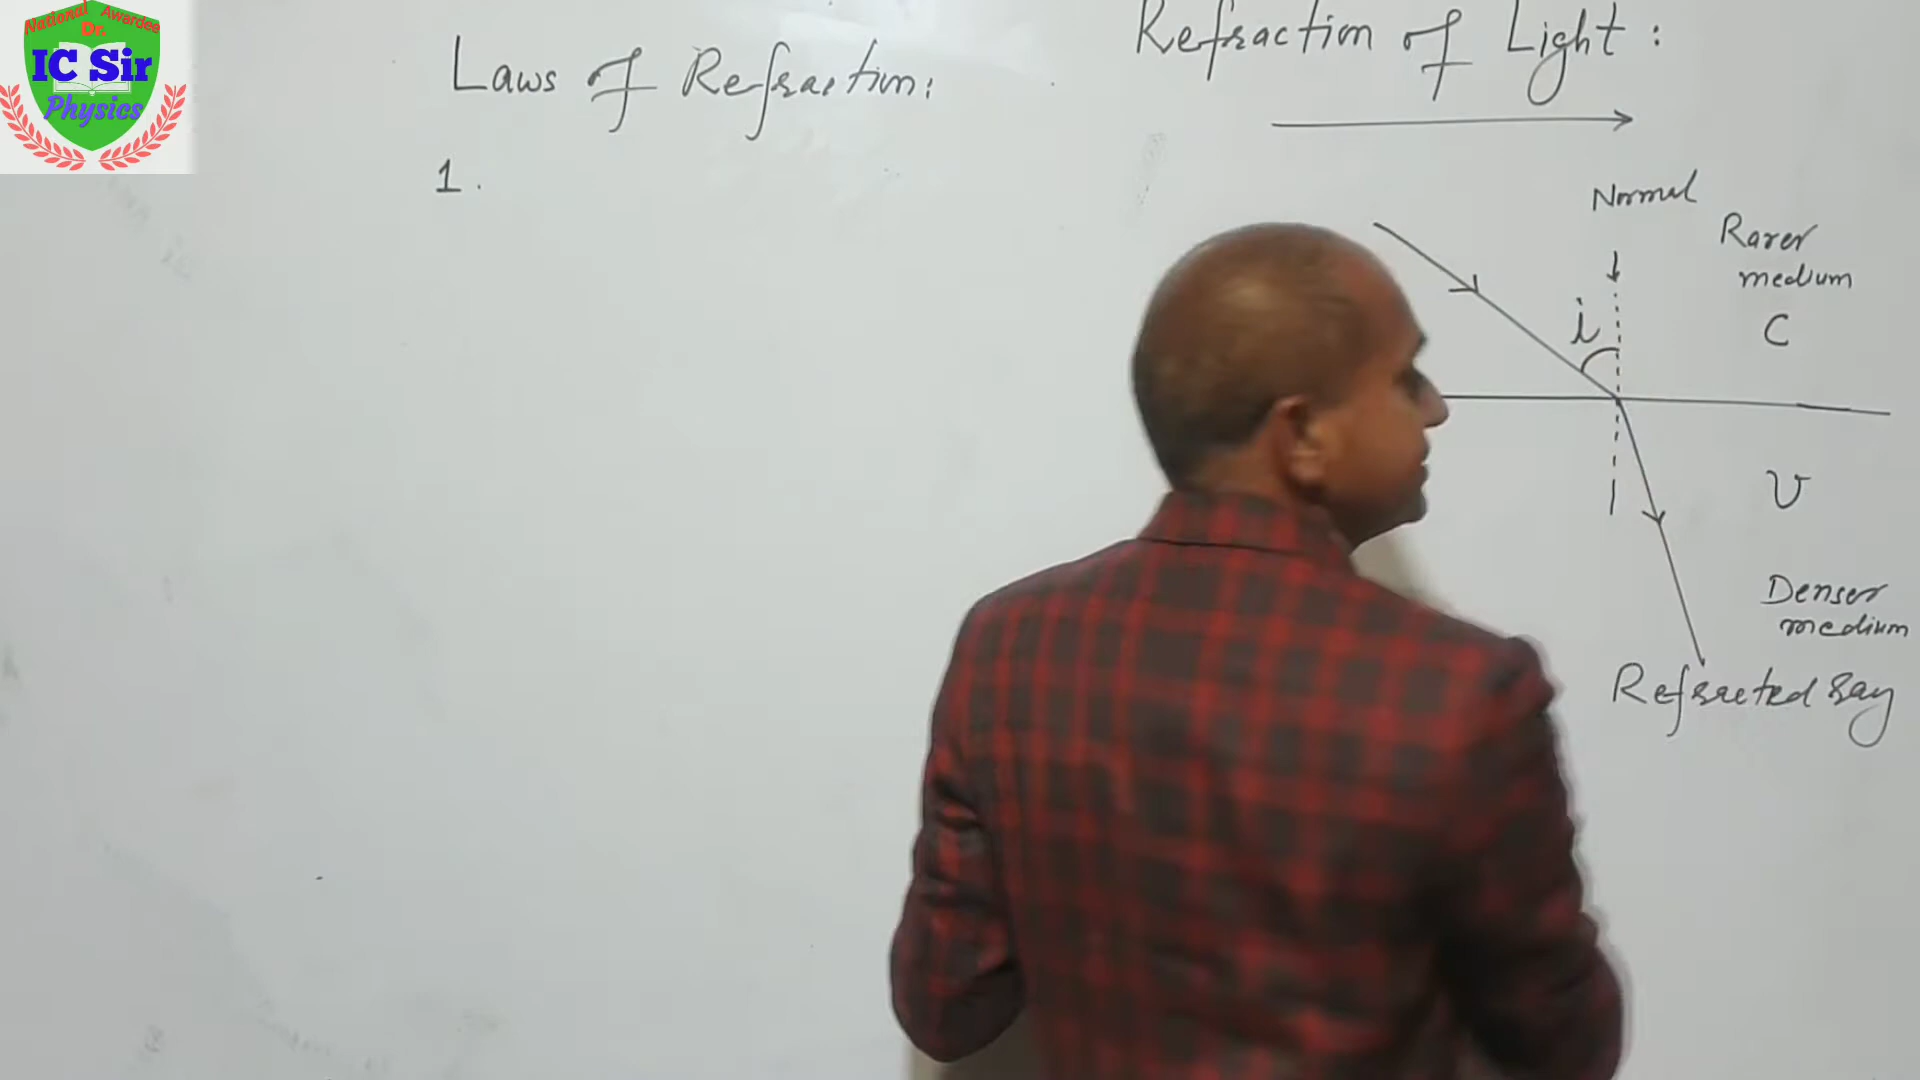 National Awardee
Dr.
IC Sir
Physics
Laws of Refraction:
1.
Refraction of Light:
Normal
Rarer
medium
i
C
v
Denser
medium
Refracted ray